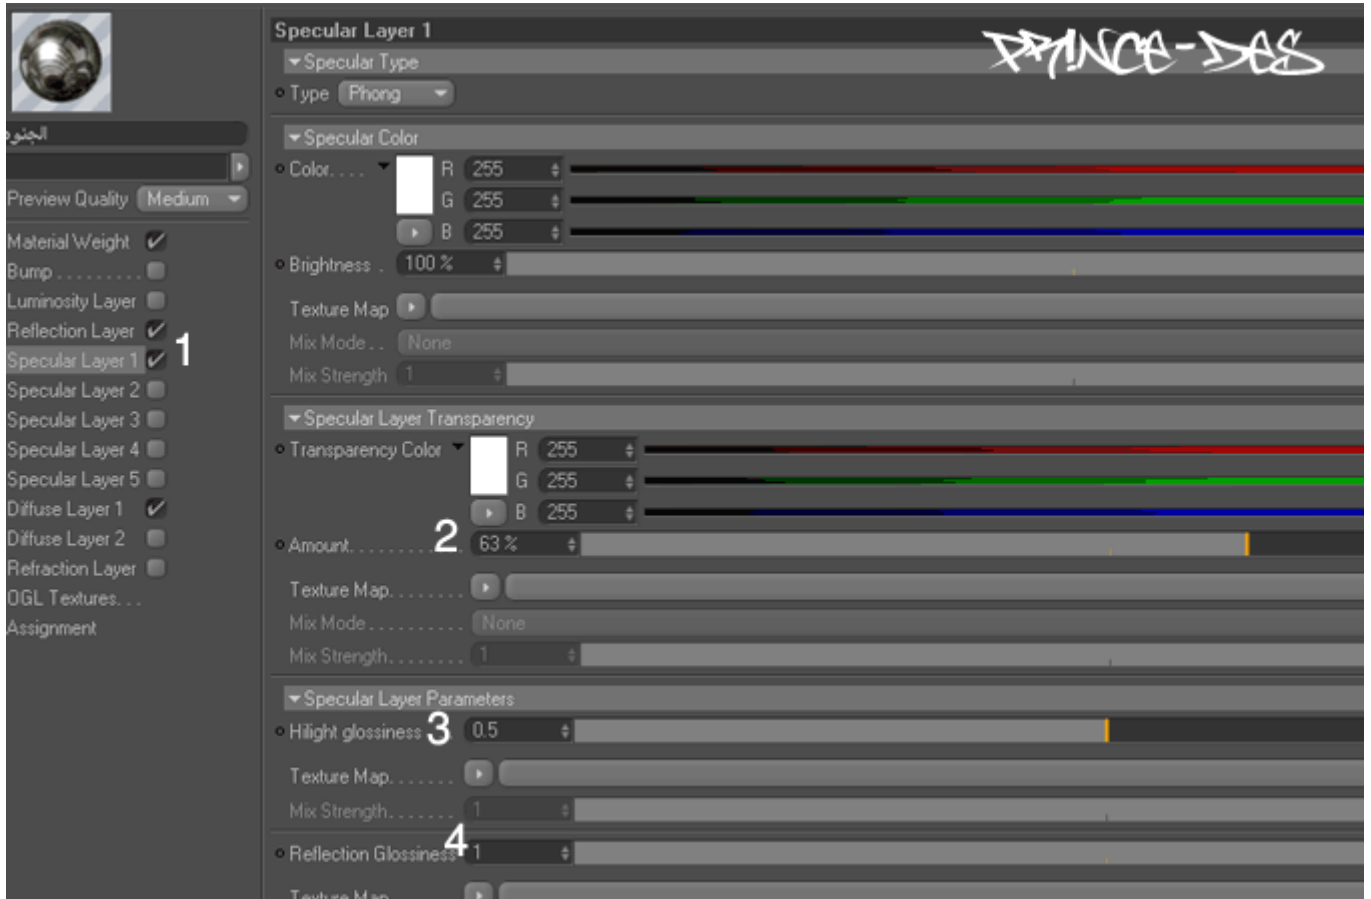 Specular Layer 1
PRINCE-DES
Specular Type
Type Phong
الجنود
Specular Color
Color. . . . R 255
G 255
B 255
Preview Quality Medium
Material Weight
Bump . . . . . . . . .
Luminosity Layer
Reflection Layer
1
Specular Layer 1
Specular Layer 2
Specular Layer 3
Specular Layer 4
Specular Layer 5
Diffuse Layer 1
Diffuse Layer 2
Refraction Layer
OGL Textures. . .
Assignment
Brightness . 100 %
Texture Map
Mix Mode . . None
Mix Strength 1
Specular Layer Transparency
Transparency Color R 255
G 255
B 255
2
Amount. . . . . . . . . . . 63 %
Texture Map. . . . . . . .
Mix Mode . . . . . . . . . . None
Mix Strength. . . . . . . . 1
Specular Layer Parameters
Hilight glossiness 3 0.5
Texture Map. . . . . . .
Mix Strength. . . . . . . 1
4
Reflection Glossiness 1
Texture Map